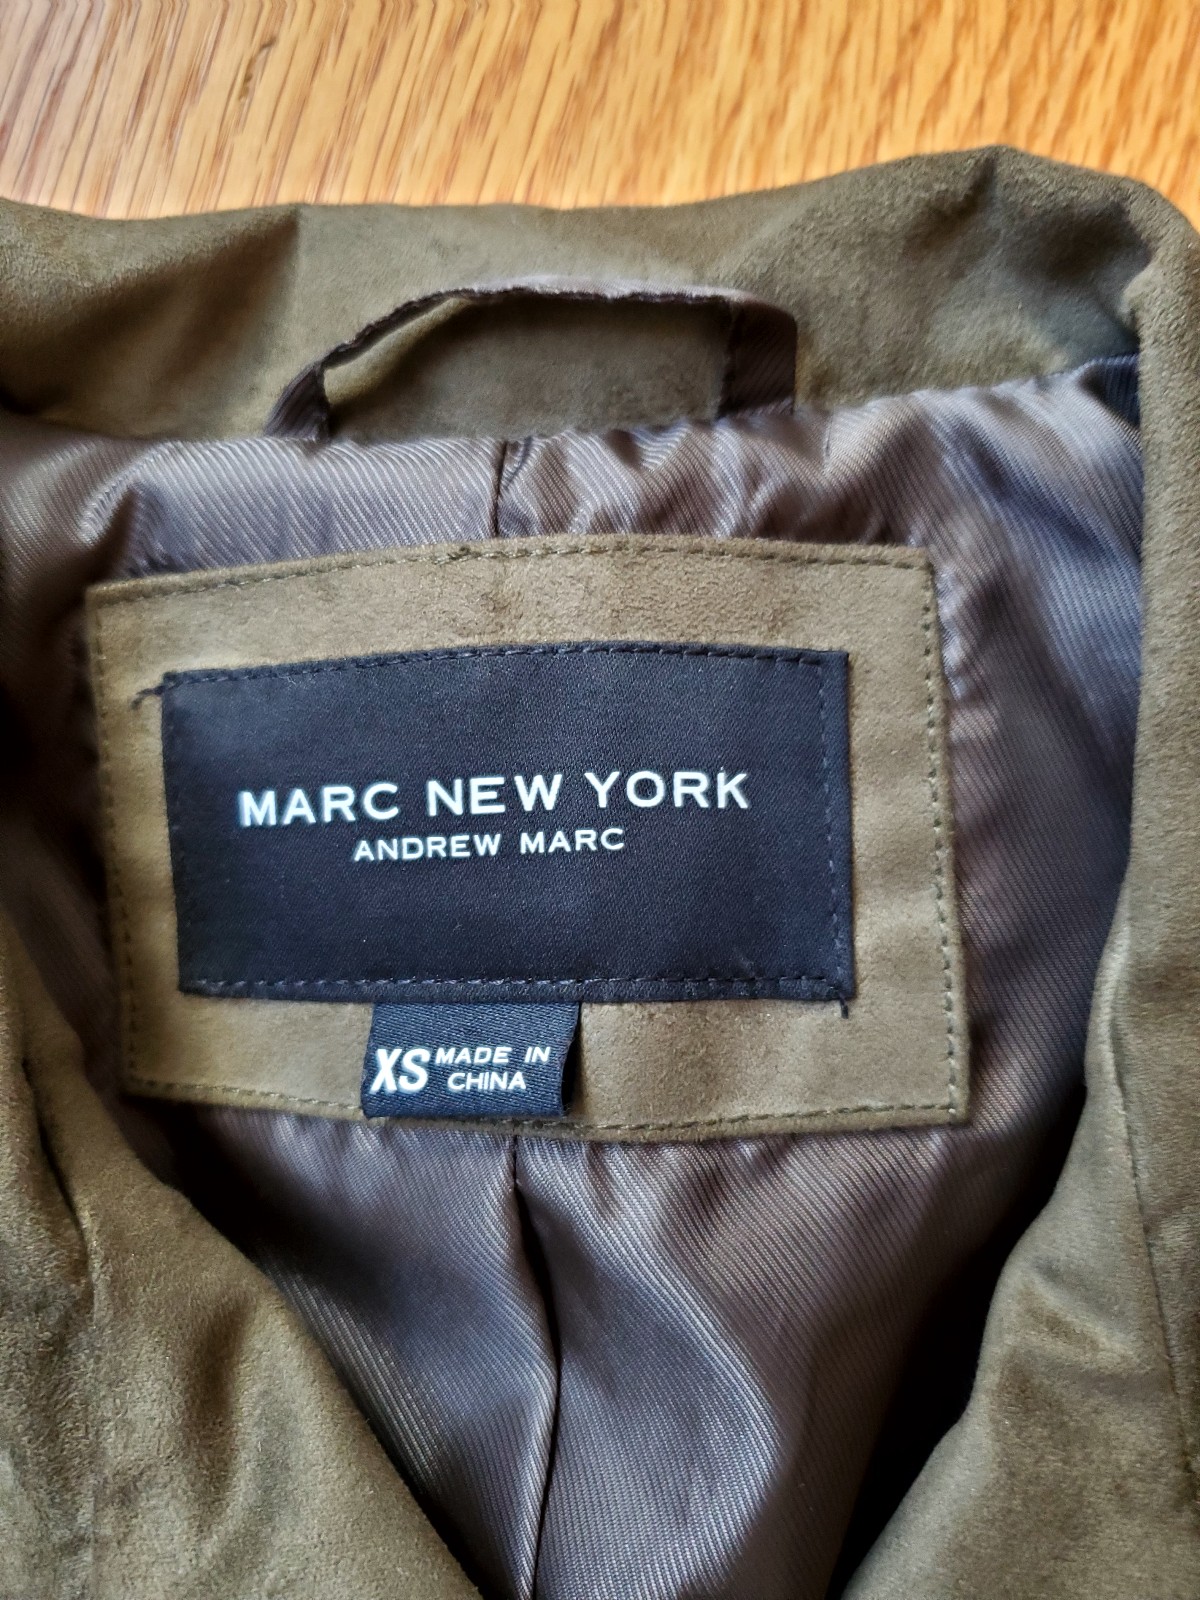 MARC NEW YORK
ANDREW MARC
XS MADE IN
CHINA